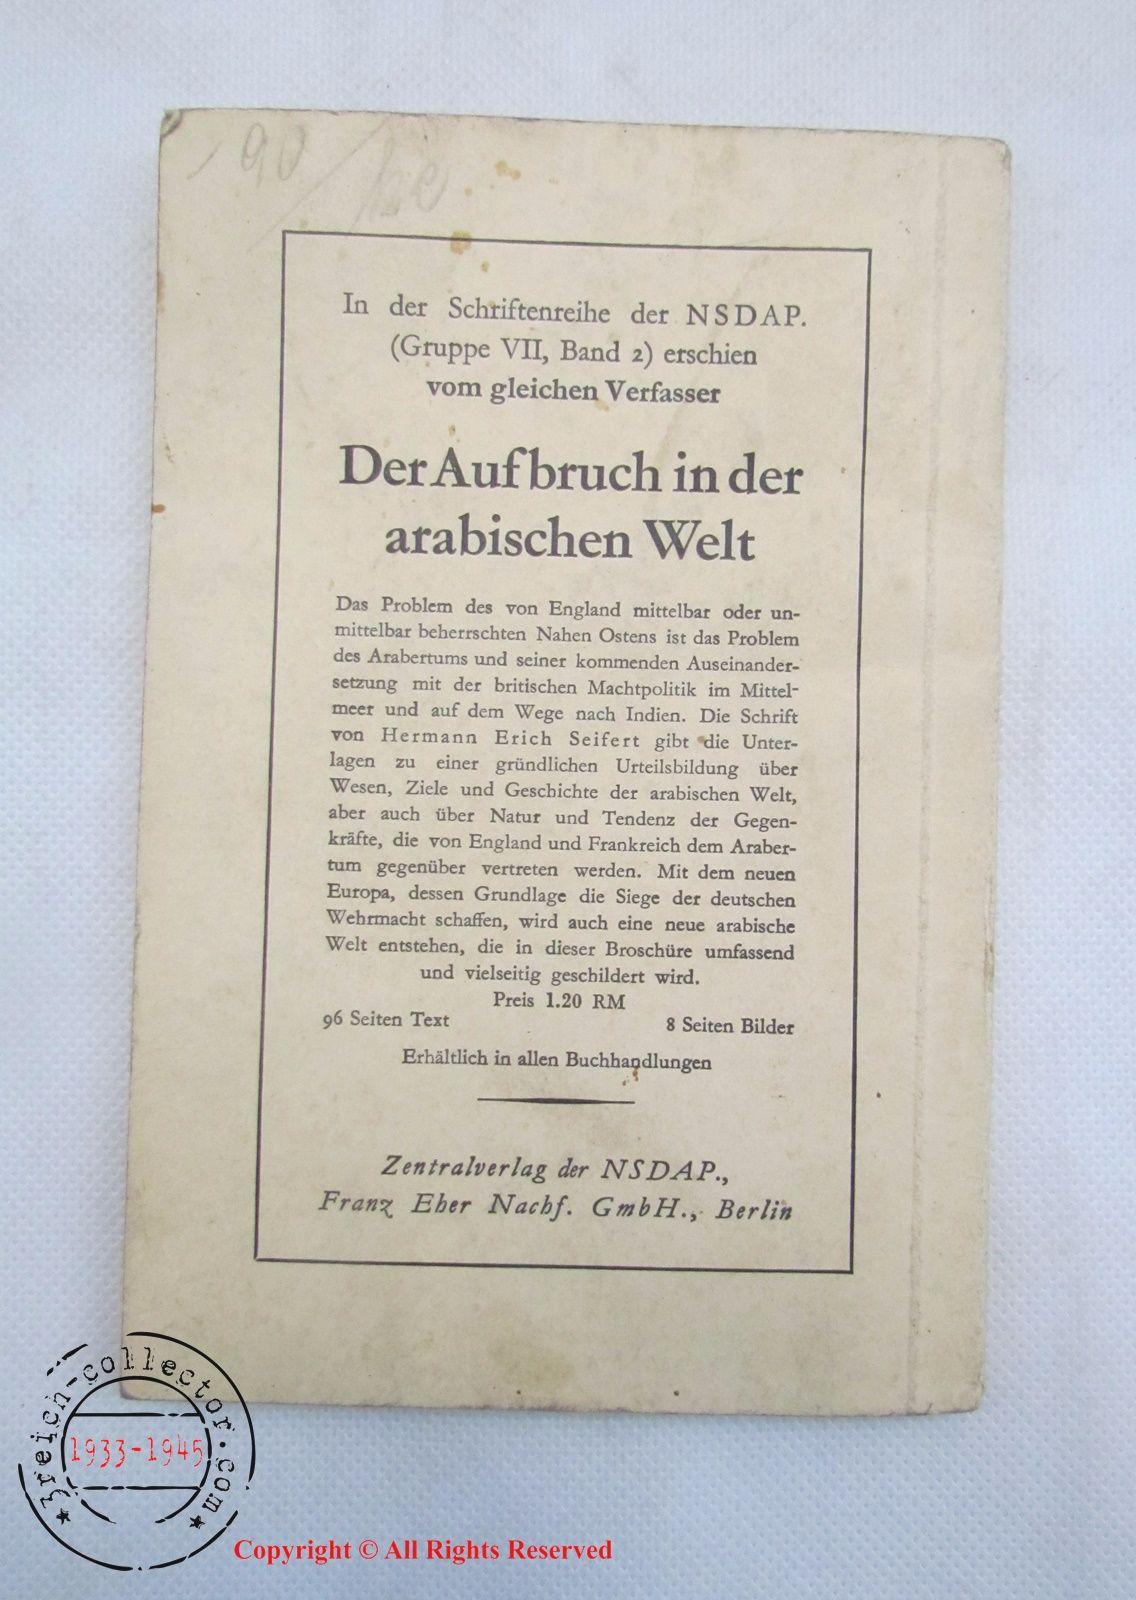 90
In der Schriftenreihe der NSDAP.
(Gruppe VII, Band 2) erschien
vom gleichen Verfasser
Der Aufbruch in der
arabischen Welt
Das Problem des von England mittelbar oder un-
mittelbar beherrschten Nahen Ostens ist das Problem
des Arabertums und seiner kommenden Auseinander-
setzung mit der britischen Machtpolitik im Mittel-
meer und auf dem Wege nach Indien. Die Schrift
von Hermann Erich Seifert gibt die Unter-
lagen zu einer gründlichen Urteilsbildung über
Wesen, Ziele und Geschichte der arabischen Welt,
aber auch über Natur und Tendenz der Gegen-
kräfte, die von England und Frankreich dem Araber-
tum gegenüber vertreten werden. Mit dem neuen
Europa, dessen Grundlage die Siege der deutschen
Wehrmacht schaffen, wird auch eine neue arabische
Welt entstehen, die in dieser Broschüre umfassend
und vielseitig geschildert wird.
Preis 1.20 RM
96 Seiten Text 8 Seiten Bilder
Erhältlich in allen Buchhandlungen
Zentralverlag der NSDAP.,
Franz Eher Nachf. GmbH., Berlin
3reich-collector.com
1933-1945
Copyright © All Rights Reserved